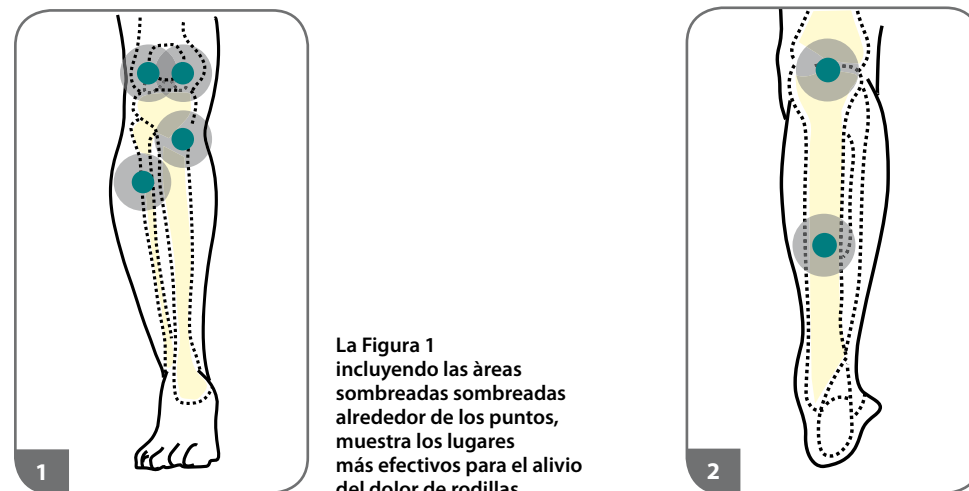 La Figura 1
incluyendo las àreas
sombreadas sombreadas
alrededor de los puntos,
muestra los lugares
más efectivos para el alivio
del dolor de rodillas
1
2